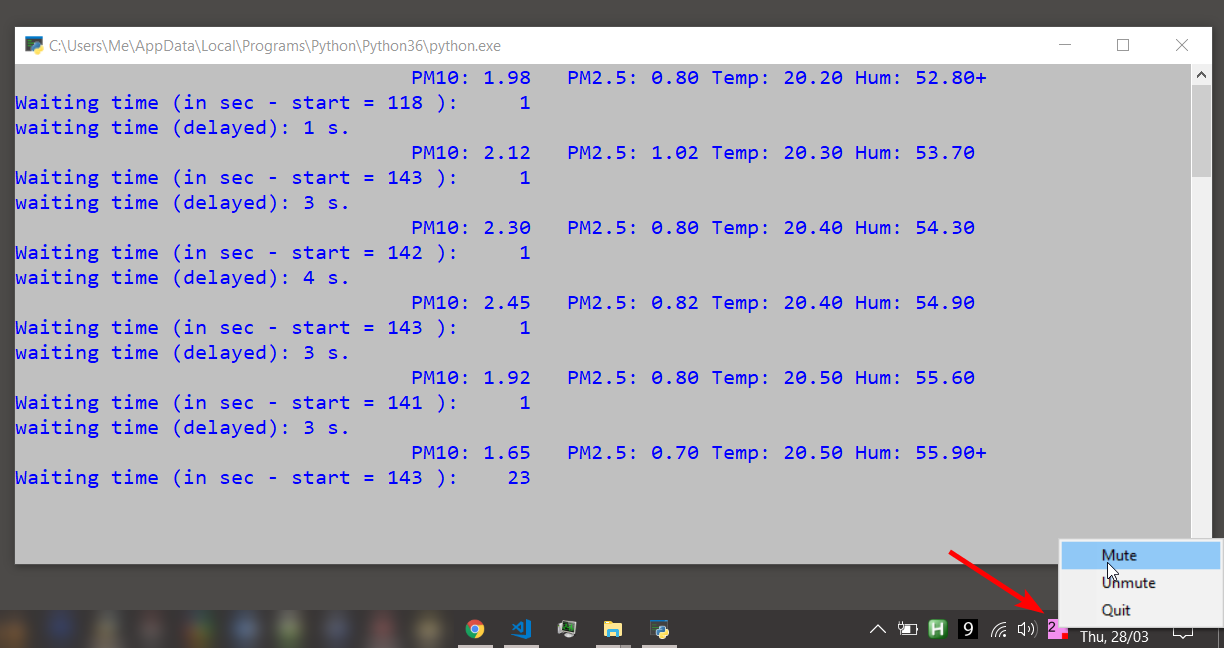 C:\Users\Me\AppData\Local\Programs\Python\Python36\python.exe
PM10: 1.98 PM2.5: 0.80 Temp: 20.20 Hum: 52.80+
Waiting time (in sec - start = 118 ): 1
waiting time (delayed): 1 s.
PM10: 2.12 PM2.5: 1.02 Temp: 20.30 Hum: 53.70
Waiting time (in sec - start = 143 ): 1
waiting time (delayed): 3 s.
PM10: 2.30 PM2.5: 0.80 Temp: 20.40 Hum: 54.30
Waiting time (in sec - start = 142 ): 1
waiting time (delayed): 4 s.
PM10: 2.45 PM2.5: 0.82 Temp: 20.40 Hum: 54.90
Waiting time (in sec - start = 143 ): 1
waiting time (delayed): 3 s.
PM10: 1.92 PM2.5: 0.80 Temp: 20.50 Hum: 55.60
Waiting time (in sec - start = 141 ): 1
waiting time (delayed): 3 s.
PM10: 1.65 PM2.5: 0.70 Temp: 20.50 Hum: 55.90+
Waiting time (in sec - start = 143 ): 23
Mute
Unmute
Quit
H 9 2
Thu, 28/03